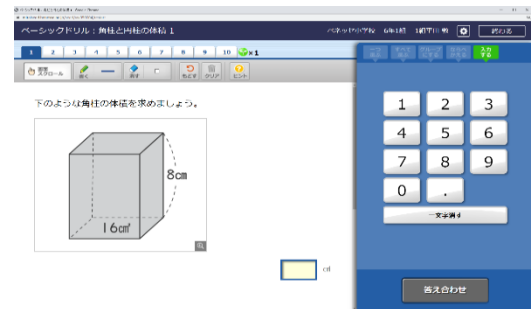 ベーシックドリル：角柱と円柱の体積 1
6年1組
終わる
1 2 3 4 5 6 7 8 9 10 ×1
入力する
画面スクロール
消す
もどす
クリア
ヒント
下のような角柱の体積を求めましょう。
8cm
16cm²
1 2 3
4 5 6
7 8 9
0 .
一文字消す
答え合わせ